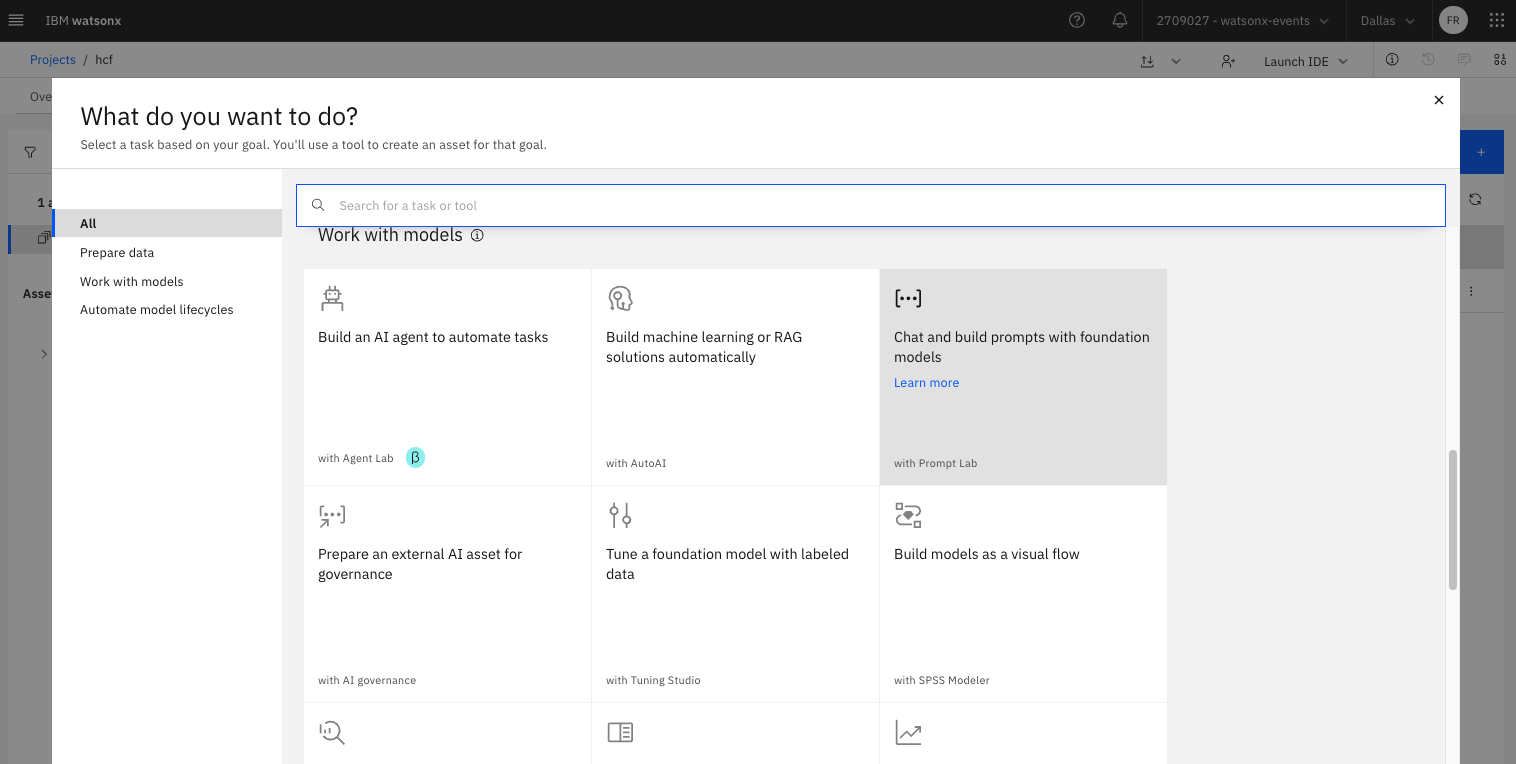 IBM watsonx
2709027 - watsonx-events
Dallas
FR
Projects / hcf
Launch IDE
Ove
What do you want to do?
Select a task based on your goal. You'll use a tool to create an asset for that goal.
1 a
Asse
All
Prepare data
Work with models
Automate model lifecycles
Search for a task or tool
Work with models
Build an AI agent to automate tasks
with Agent Lab β
Build machine learning or RAG
solutions automatically
with AutoAI
Chat and build prompts with foundation
models
Learn more
with Prompt Lab
Prepare an external AI asset for
governance
with AI governance
Tune a foundation model with labeled
data
with Tuning Studio
Build models as a visual flow
with SPSS Modeler